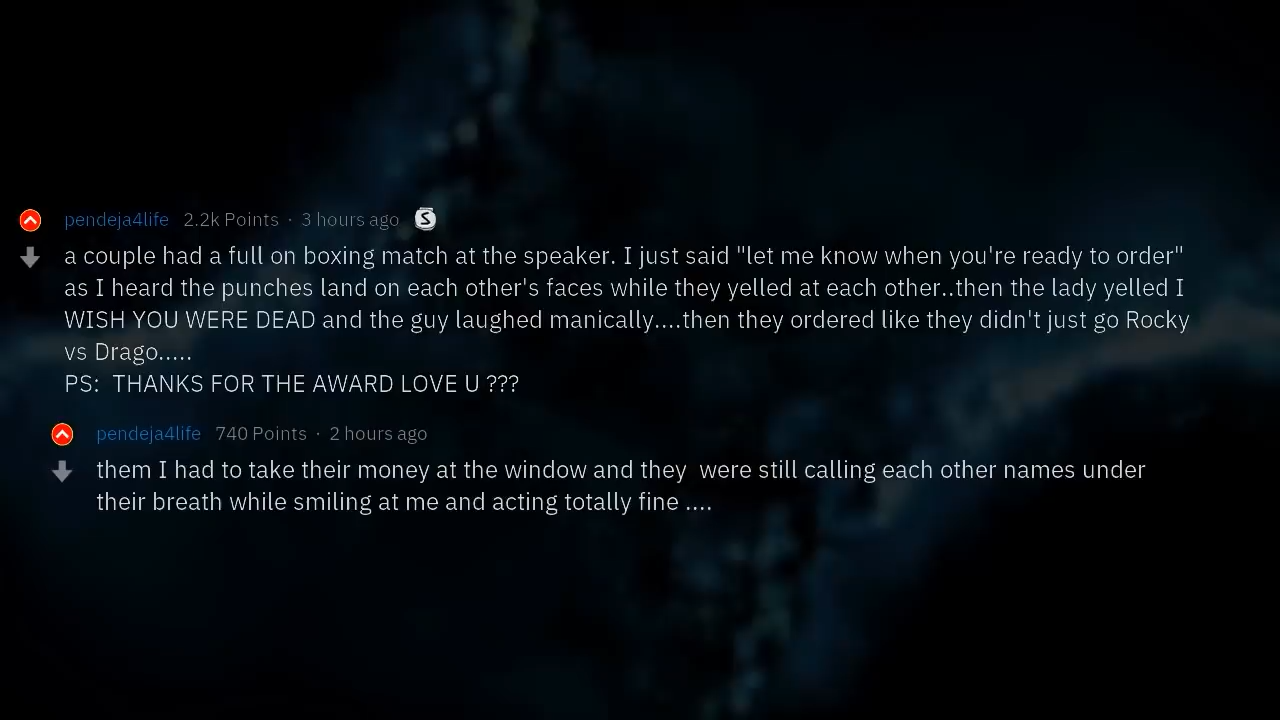 pendeja4life 2.2k Points · 3 hours ago S
a couple had a full on boxing match at the speaker. I just said "let me know when you're ready to order"
as I heard the punches land on each other's faces while they yelled at each other..then the lady yelled I
WISH YOU WERE DEAD and the guy laughed manically....then they ordered like they didn't just go Rocky
vs Drago.....
PS:  THANKS FOR THE AWARD LOVE U ???
pendeja4life 740 Points · 2 hours ago
them I had to take their money at the window and they  were still calling each other names under
their breath while smiling at me and acting totally fine ....